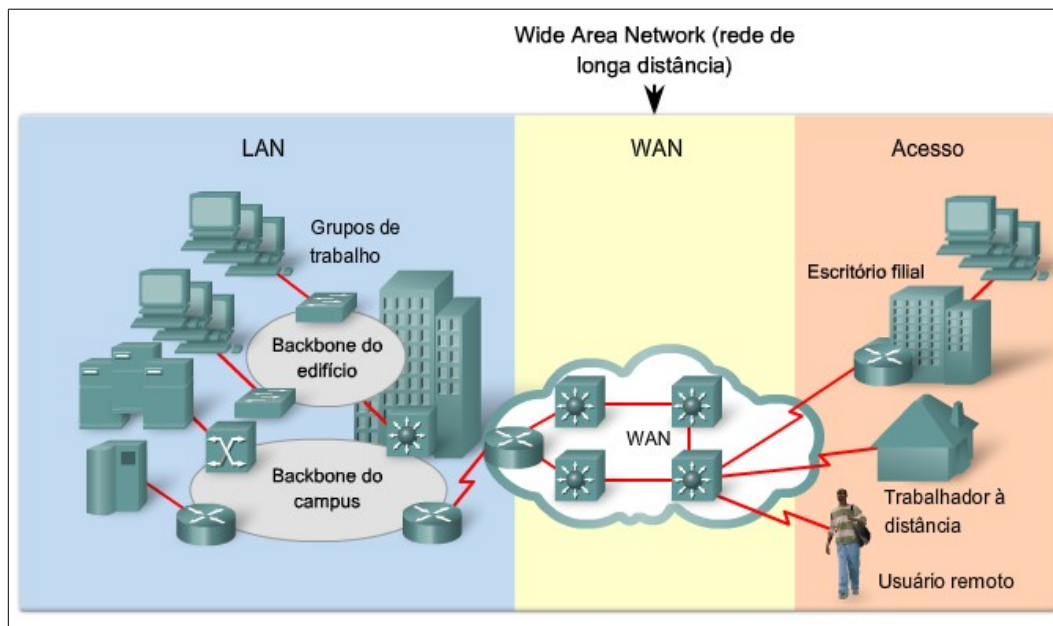 Wide Area Network (rede de
longa distância)
LAN
WAN
Acesso
Grupos de
trabalho
Backbone do
edifício
Backbone do
campus
WAN
Escritório filial
Trabalhador à
distância
Usuário remoto